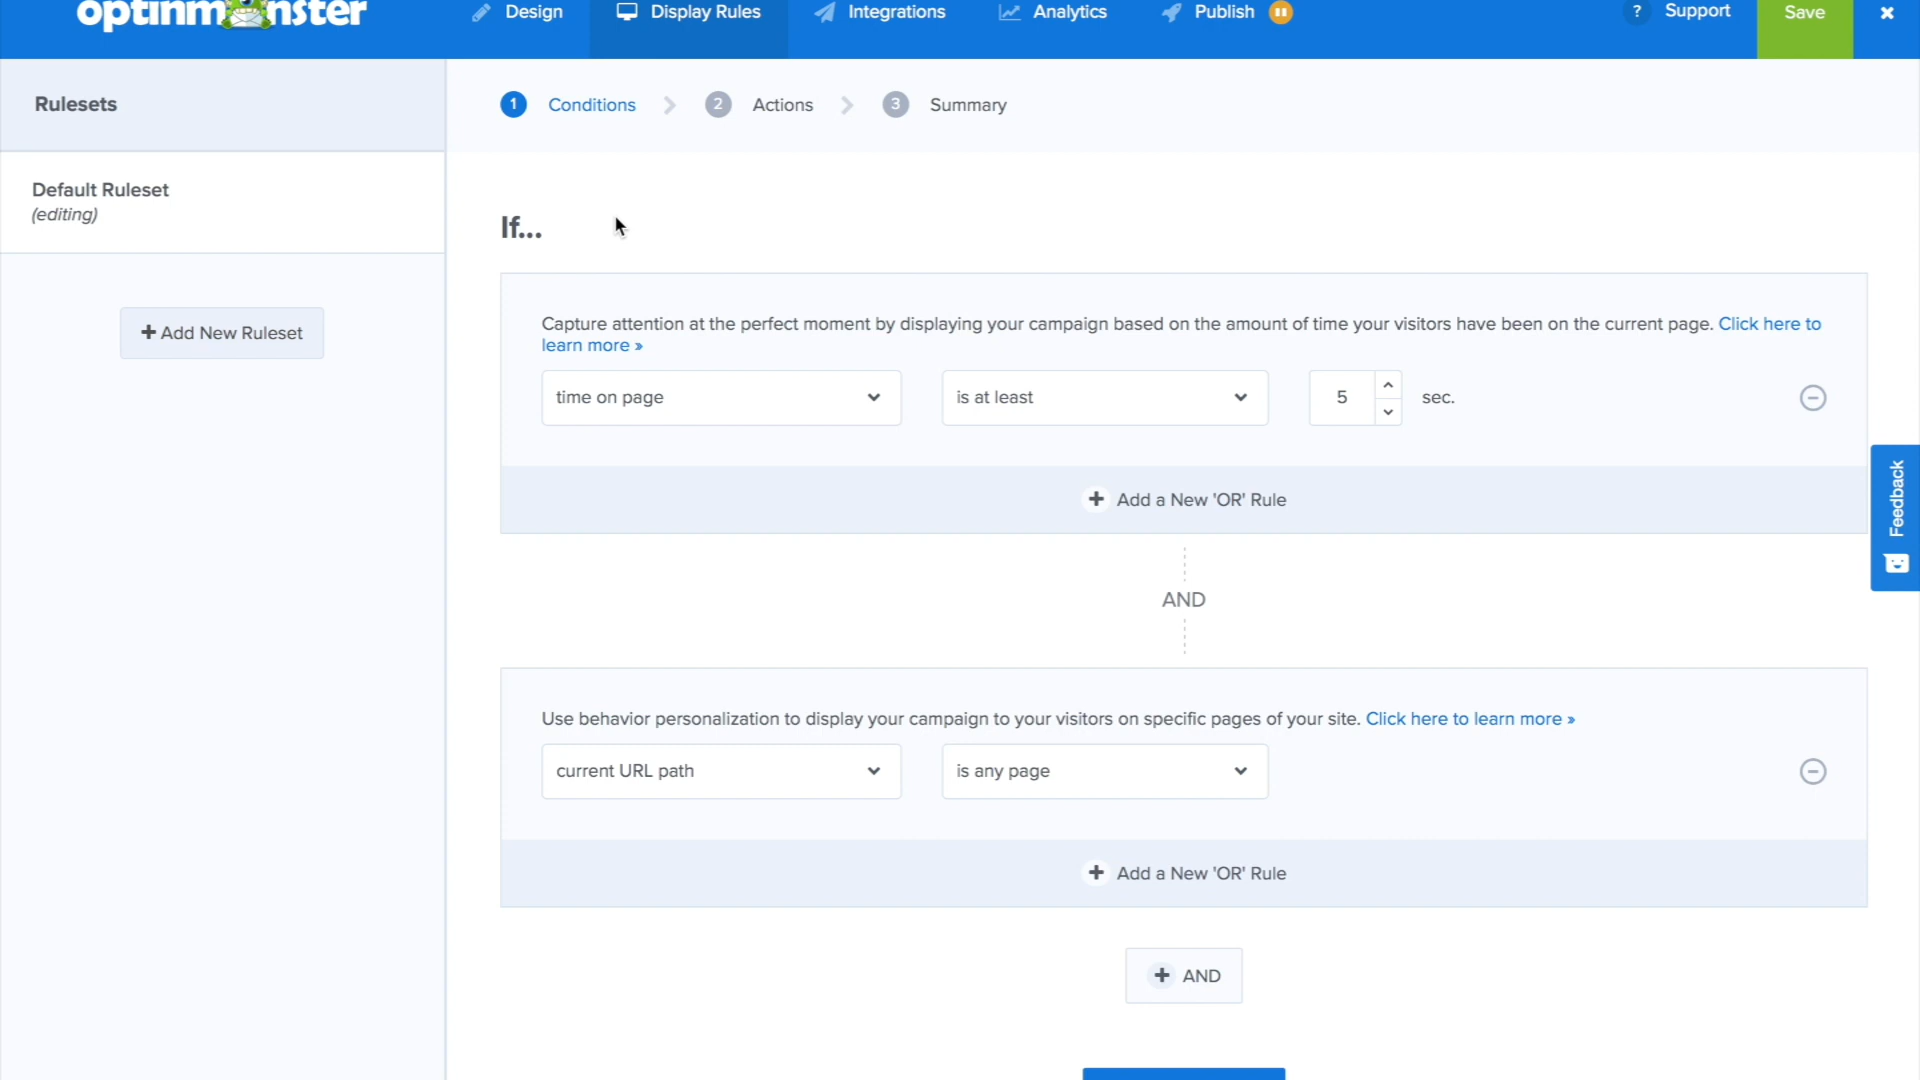 optinmonster
Design
Display Rules
Integrations
Analytics
Publish
? Support
Save
Rulesets
1 Conditions
2 Actions
3 Summary
Default Ruleset
(editing)
+ Add New Ruleset
If...
Capture attention at the perfect moment by displaying your campaign based on the amount of time your visitors have been on the current page. Click here to
learn more »
time on page
is at least
5
sec.
+ Add a New 'OR' Rule
Feedback
AND
Use behavior personalization to display your campaign to your visitors on specific pages of your site. Click here to learn more »
current URL path
is any page
+ Add a New 'OR' Rule
+ AND